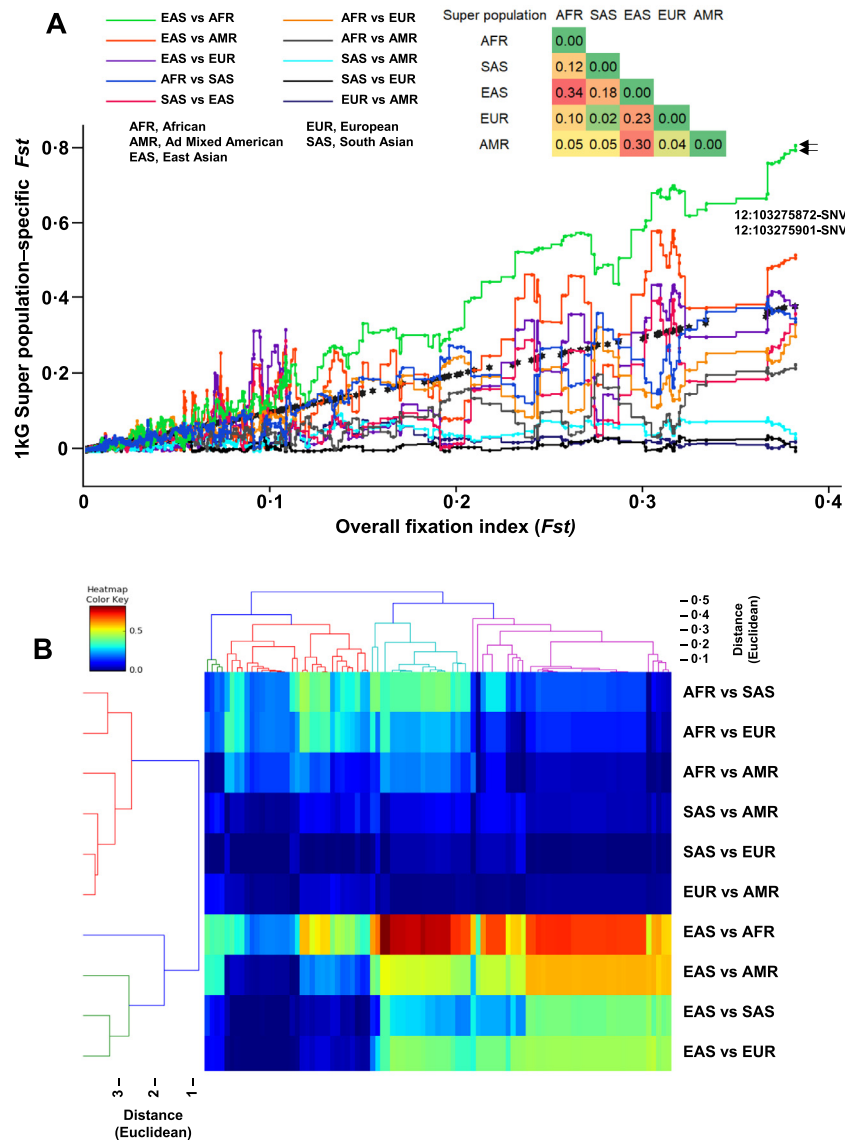 A
EAS vs AFR
EAS vs AMR
EAS vs EUR
AFR vs SAS
SAS vs EAS
AFR vs EUR
AFR vs AMR
SAS vs AMR
SAS vs EUR
EUR vs AMR
AFR, African
AMR, Ad Mixed American
EAS, East Asian
EUR, European
SAS, South Asian
Super population AFR SAS EAS EUR AMR
AFR 0.00
SAS 0.12 0.00
EAS 0.34 0.18 0.00
EUR 0.10 0.02 0.23 0.00
AMR 0.05 0.05 0.30 0.04 0.00
1kG Super population–specific Fst
0·8
0·6
0·4
0·2
0
12:103275872-SNV
12:103275901-SNV
0 0·1 0·2 0·3 0·4
Overall fixation index (Fst)
B
Heatmap
Color Key
0.5
0.0
0·5
0·4
0·3
0·2
0·1
Distance
(Euclidean)
AFR vs SAS
AFR vs EUR
AFR vs AMR
SAS vs AMR
SAS vs EUR
EUR vs AMR
EAS vs AFR
EAS vs AMR
EAS vs SAS
EAS vs EUR
3 2 1
Distance
(Euclidean)